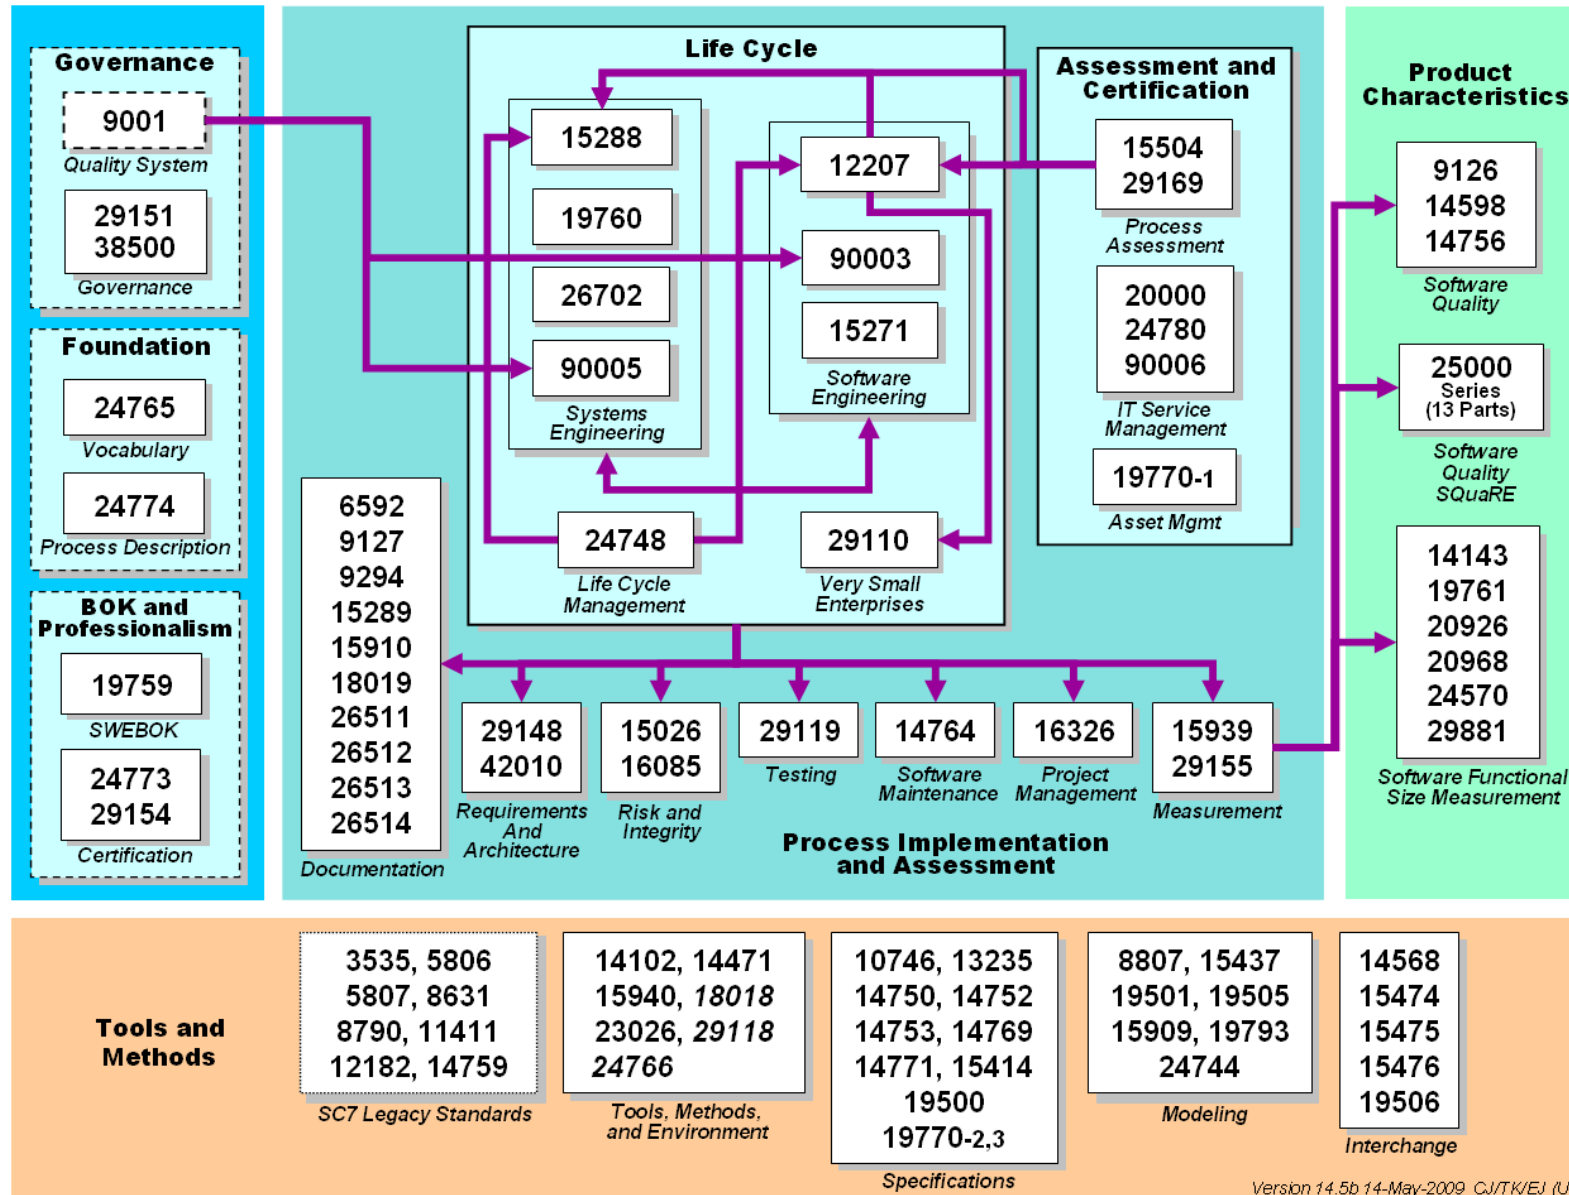 Governance
9001
Quality System
29151
38500
Governance
Foundation
24765
Vocabulary
24774
Process Description
BOK and
Professionalism
19759
SWEBOK
24773
29154
Certification
Life Cycle
15288
19760
26702
90005
Systems
Engineering
12207
90003
15271
Software
Engineering
24748
Life Cycle
Management
29110
Very Small
Enterprises
Assessment and
Certification
15504
29169
Process
Assessment
20000
24780
90006
IT Service
Management
19770-1
Asset Mgmt
6592
9127
9294
15289
15910
18019
26511
26512
26513
26514
Documentation
29148
42010
Requirements
And
Architecture
15026
16085
Risk and
Integrity
29119
Testing
14764
Software
Maintenance
16326
Project
Management
15939
29155
Measurement
Process Implementation
and Assessment
Product
Characteristics
9126
14598
14756
Software
Quality
25000
Series
(13 Parts)
Software
Quality
SQuaRE
14143
19761
20926
20968
24570
29881
Software Functional
Size Measurement
Tools and
Methods
3535, 5806
5807, 8631
8790, 11411
12182, 14759
SC7 Legacy Standards
14102, 14471
15940, 18018
23026, 29118
24766
Tools, Methods,
and Environment
10746, 13235
14750, 14752
14753, 14769
14771, 15414
19500
19770-2,3
Specifications
8807, 15437
19501, 19505
15909, 19793
24744
Modeling
14568
15474
15475
15476
19506
Interchange
Version 14.5b 14-May-2009 CJ/TK/EJ (U